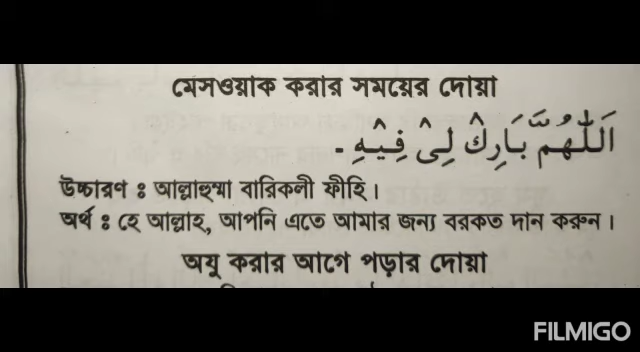 মেসওয়াক করার সময়ের দোয়া
اَللّٰهُمَّ بَارِكْ لِىْ فِيْهِ -
উচ্চারণ ঃ আল্লাহুম্মা বারিকলী ফীহি।
অর্থ ঃ হে আল্লাহ, আপনি এতে আমার জন্য বরকত দান করুন।
অযু করার আগে পড়ার দোয়া
FILMIGO